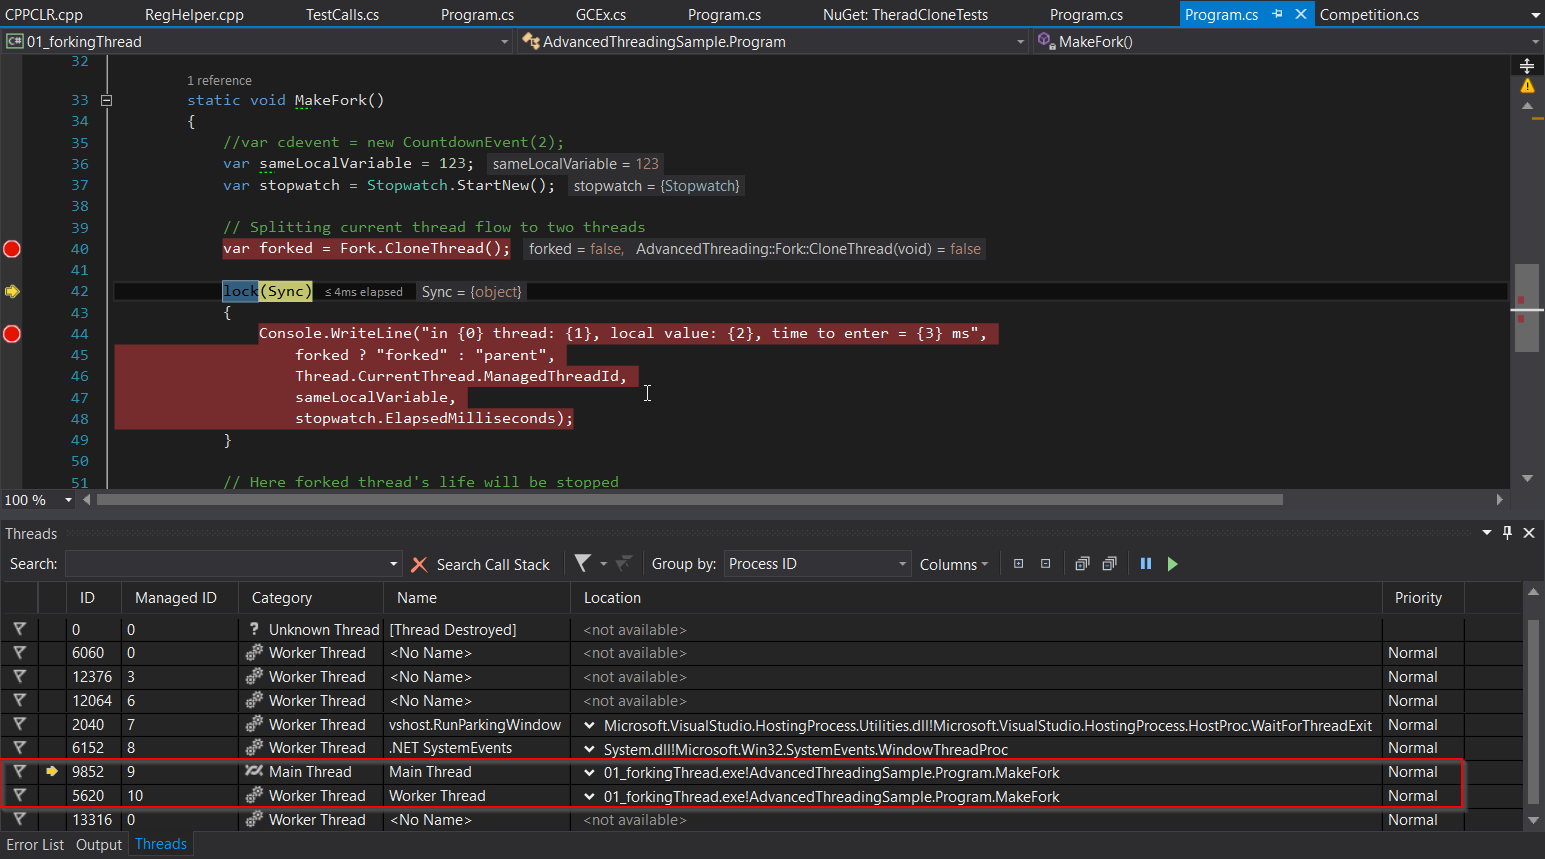 CPPCLR.cpp RegHelper.cpp TestCalls.cs Program.cs GCEx.cs Program.cs NuGet: TheradCloneTests Program.cs Program.cs Competition.cs
C# 01_forkingThread AdvancedThreadingSample.Program MakeFork()
32
1 reference
33 static void MakeFork()
34 {
35 //var cdevent = new CountdownEvent(2);
36 var sameLocalVariable = 123; sameLocalVariable = 123
37 var stopwatch = Stopwatch.StartNew(); stopwatch = {Stopwatch}
38
39 // Splitting current thread flow to two threads
40 var forked = Fork.CloneThread(); forked = false, AdvancedThreading::Fork::CloneThread(void) = false
41
42 lock(Sync) ≤ 4ms elapsed Sync = {object}
43 {
44 Console.WriteLine("in {0} thread: {1}, local value: {2}, time to enter = {3} ms",
45 forked ? "forked" : "parent",
46 Thread.CurrentThread.ManagedThreadId,
47 sameLocalVariable,
48 stopwatch.ElapsedMilliseconds);
49 }
50
51 // Here forked thread's life will be stopped
100 %
Threads
Search: Search Call Stack Group by: Process ID Columns
ID Managed ID Category Name Location Priority
0 0 ? Unknown Thread [Thread Destroyed] <not available>
6060 0 Worker Thread <No Name> <not available> Normal
12376 3 Worker Thread <No Name> <not available> Normal
12064 6 Worker Thread <No Name> <not available> Normal
2040 7 Worker Thread vshost.RunParkingWindow Microsoft.VisualStudio.HostingProcess.Utilities.dll!Microsoft.VisualStudio.HostingProcess.HostProc.WaitForThreadExit Normal
6152 8 Worker Thread .NET SystemEvents System.dll!Microsoft.Win32.SystemEvents.WindowThreadProc Normal
9852 9 Main Thread Main Thread 01_forkingThread.exe!AdvancedThreadingSample.Program.MakeFork Normal
5620 10 Worker Thread Worker Thread 01_forkingThread.exe!AdvancedThreadingSample.Program.MakeFork Normal
13316 0 Worker Thread <No Name> <not available> Normal
Error List Output Threads